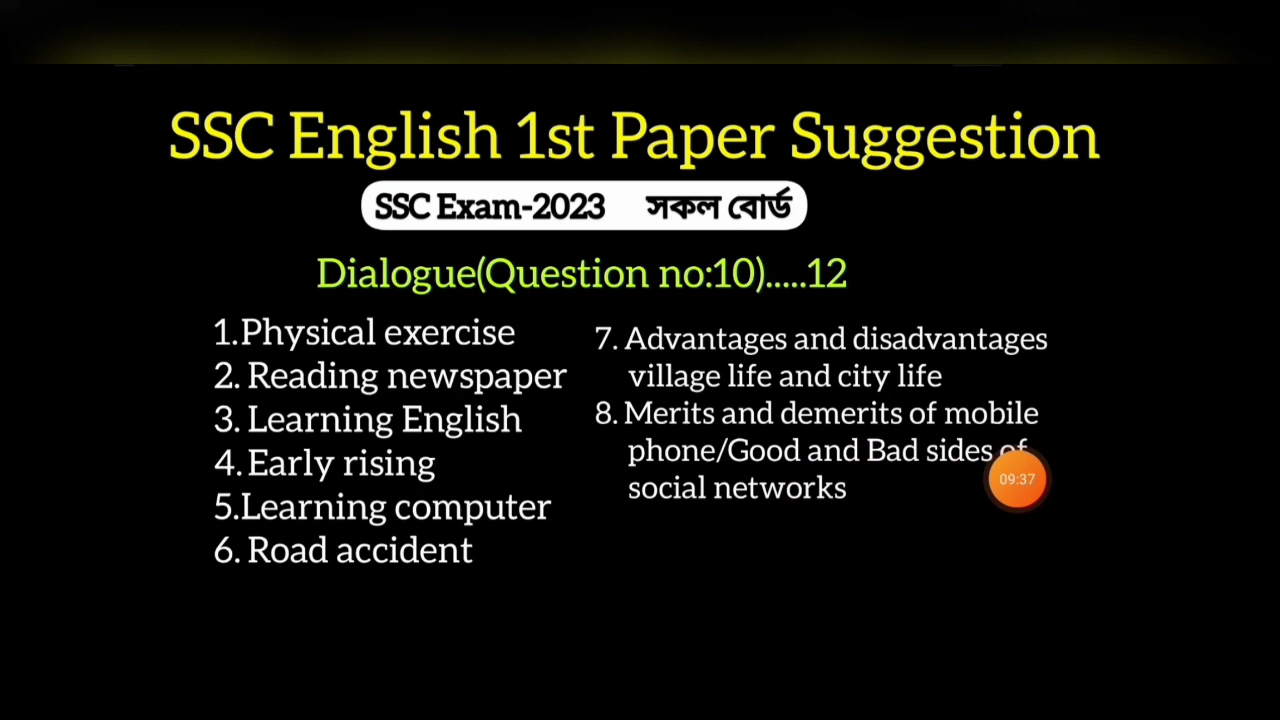 SSC English 1st Paper Suggestion
SSC Exam-2023 সকল বোর্ড
Dialogue(Question no:10).....12
1.Physical exercise
2. Reading newspaper
3. Learning English
4. Early rising
5.Learning computer
6. Road accident
7. Advantages and disadvantages
village life and city life
8. Merits and demerits of mobile
phone/Good and Bad sides of
social networks
09:37